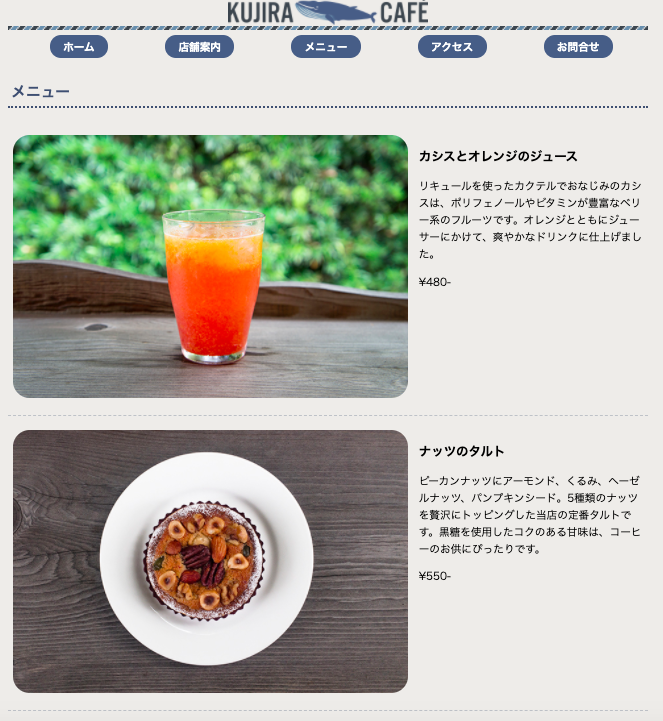 KUJIRA CAFÉ
ホーム
店舗案内
メニュー
アクセス
お問合せ
メニュー
カシスとオレンジのジュース
リキュールを使ったカクテルでおなじみのカシ
スは、ポリフェノールやビタミンが豊富なベリ
ー系のフルーツです。オレンジとともにジュー
サーにかけて、爽やかなドリンクに仕上げまし
た。
¥480-
ナッツのタルト
ピーカンナッツにアーモンド、くるみ、ヘーゼ
ルナッツ、パンプキンシード。5種類のナッツ
を贅沢にトッピングした当店の定番タルトで
す。黒糖を使用したコクのある甘味は、コーヒ
ーのお供にぴったりです。
¥550-